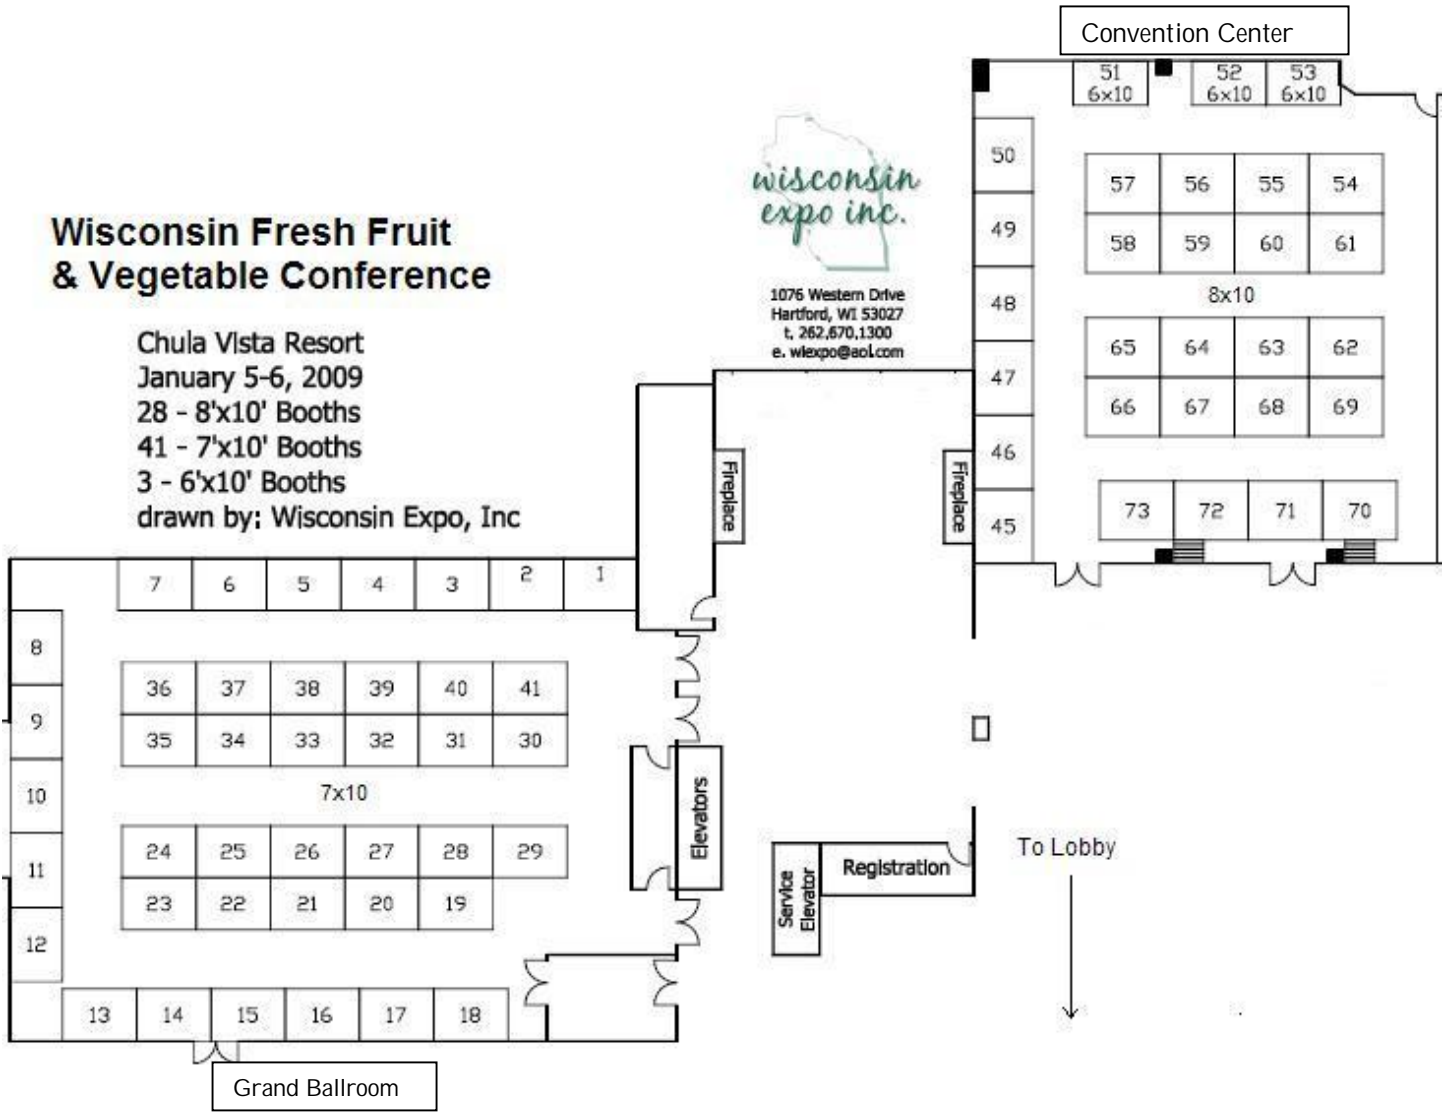 Convention Center
51
6x10
52
6x10
53
6x10
wisconsin
expo inc.
1076 Western Drive
Hartford, WI 53027
t. 262.670.1300
e. wiexpo@aol.com
Wisconsin Fresh Fruit
& Vegetable Conference
Chula Vista Resort
January 5-6, 2009
28 - 8'x10' Booths
41 - 7'x10' Booths
3 - 6'x10' Booths
drawn by: Wisconsin Expo, Inc
50
49
48
47
46
45
57 56 55 54
58 59 60 61
8x10
65 64 63 62
66 67 68 69
73 72 71 70
Fireplace
Fireplace
7 6 5 4 3 2 1
8
9
10
11
12
36 37 38 39 40 41
35 34 33 32 31 30
7x10
24 25 26 27 28 29
23 22 21 20 19
13 14 15 16 17 18
Elevators
Service
Elevator
Registration
To Lobby
Grand Ballroom